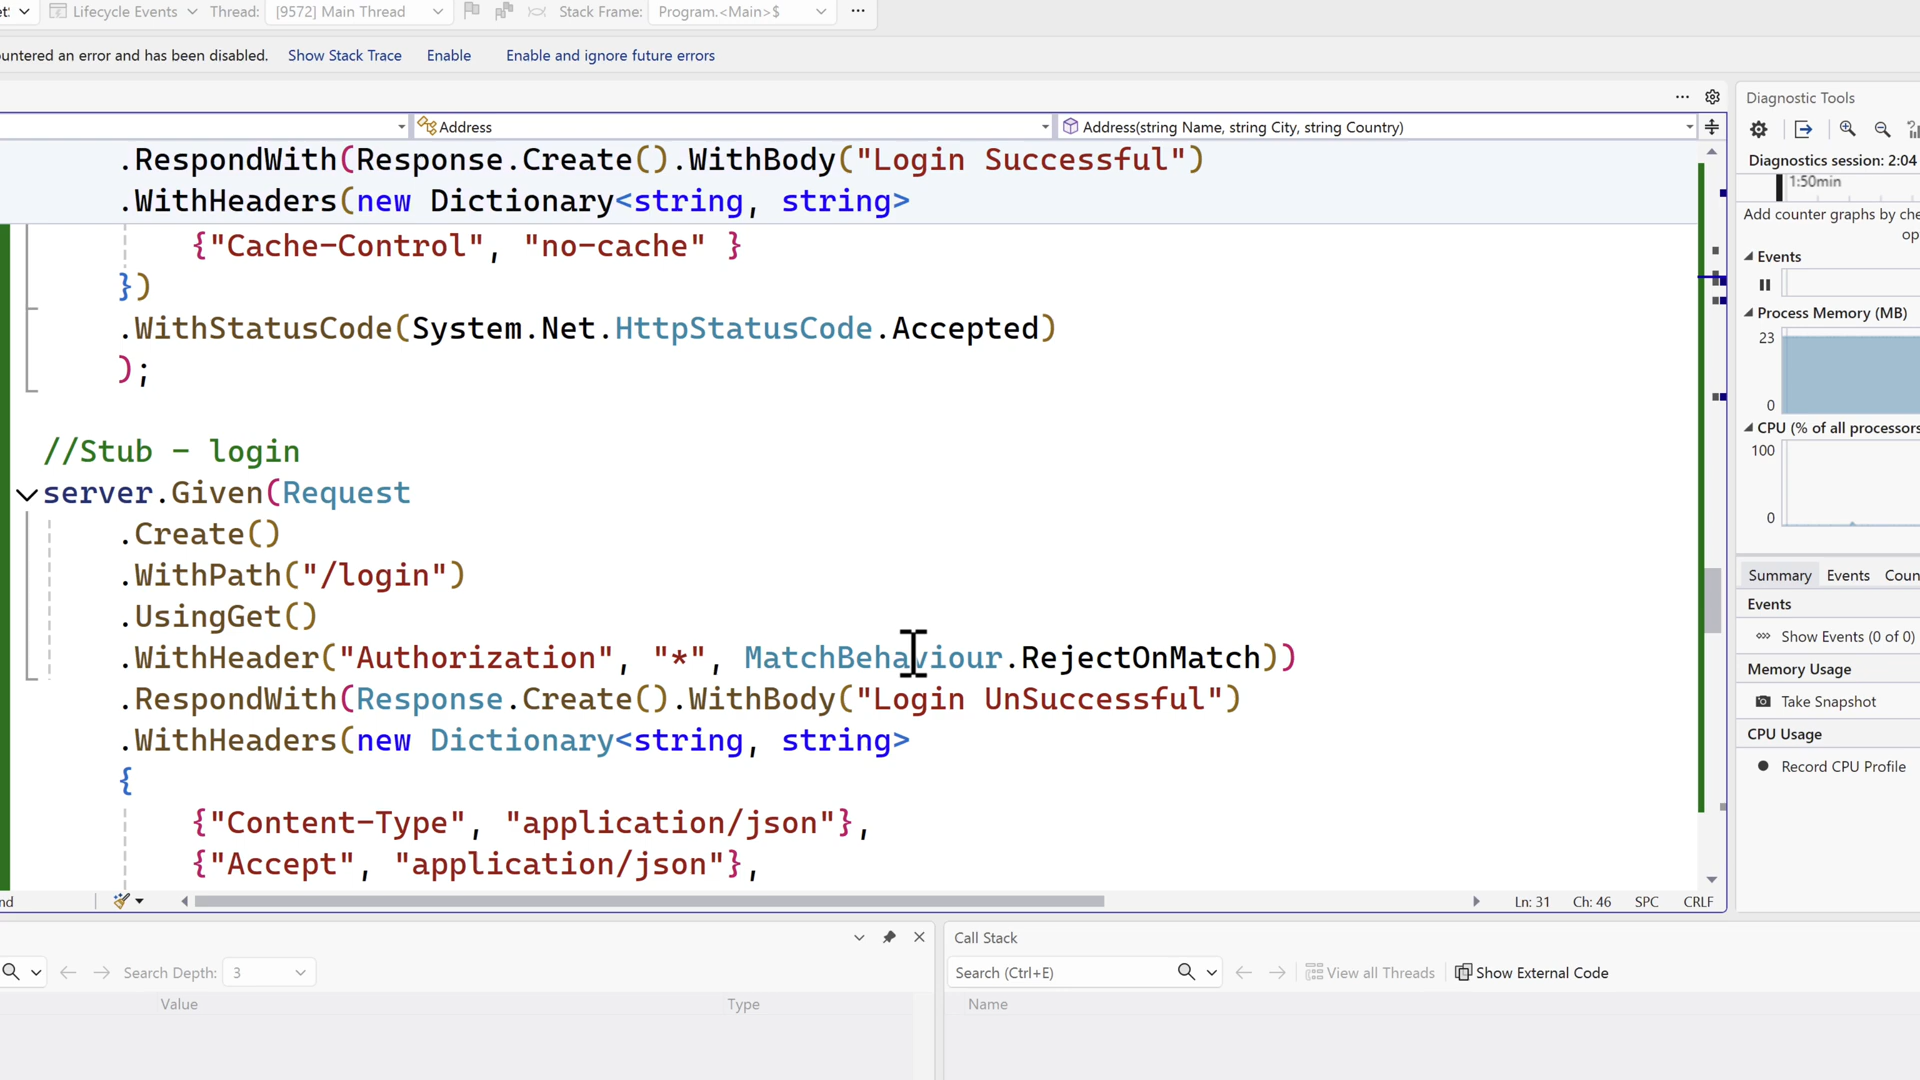 Lifecycle Events Thread: [9572] Main Thread Stack Frame: Program.<Main>$
untered an error and has been disabled. Show Stack Trace Enable Enable and ignore future errors
Address Address(string Name, string City, string Country)
.RespondWith(Response.Create().WithBody("Login Successful")
.WithHeaders(new Dictionary<string, string>
{"Cache-Control", "no-cache" }
})
.WithStatusCode(System.Net.HttpStatusCode.Accepted)
);
//Stub - login
server.Given(Request
.Create()
.WithPath("/login")
.UsingGet()
.WithHeader("Authorization", "*", MatchBehaviour.RejectOnMatch))
.RespondWith(Response.Create().WithBody("Login UnSuccessful")
.WithHeaders(new Dictionary<string, string>
{
{"Content-Type", "application/json"},
{"Accept", "application/json"},
nd Ln: 31 Ch: 46 SPC CRLF
Diagnostic Tools
Diagnostics session: 2:04
1:50min
Add counter graphs by che
op
Events
Process Memory (MB)
23
0
CPU (% of all processors
100
0
Summary Events Coun
Events
Show Events (0 of 0)
Memory Usage
Take Snapshot
CPU Usage
Record CPU Profile
Search Depth: 3
Value Type
Call Stack
Search (Ctrl+E) View all Threads Show External Code
Name